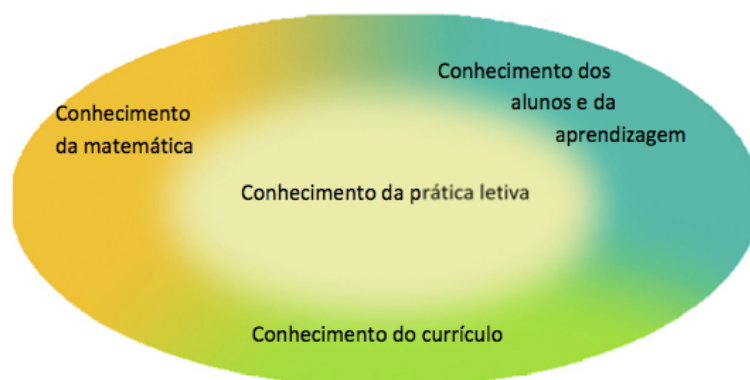 Conhecimento dos
alunos e da
aprendizagem
Conhecimento
da matemática
Conhecimento da prática letiva
Conhecimento do currículo